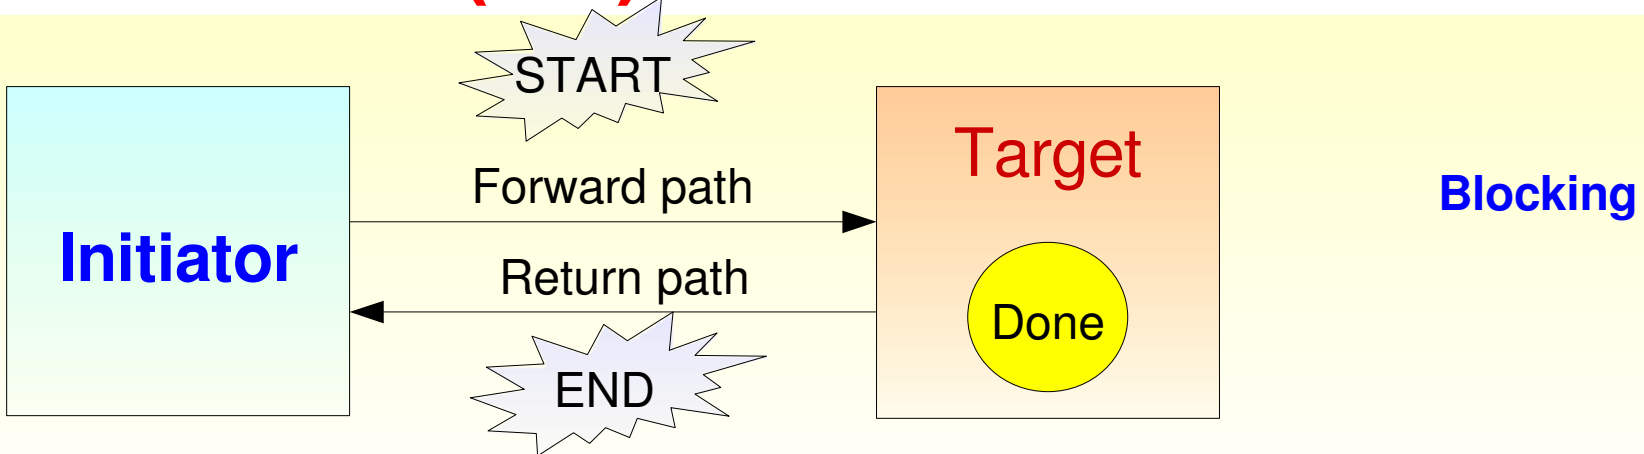 START
Forward path
Target
Blocking
Initiator
Return path
Done
END